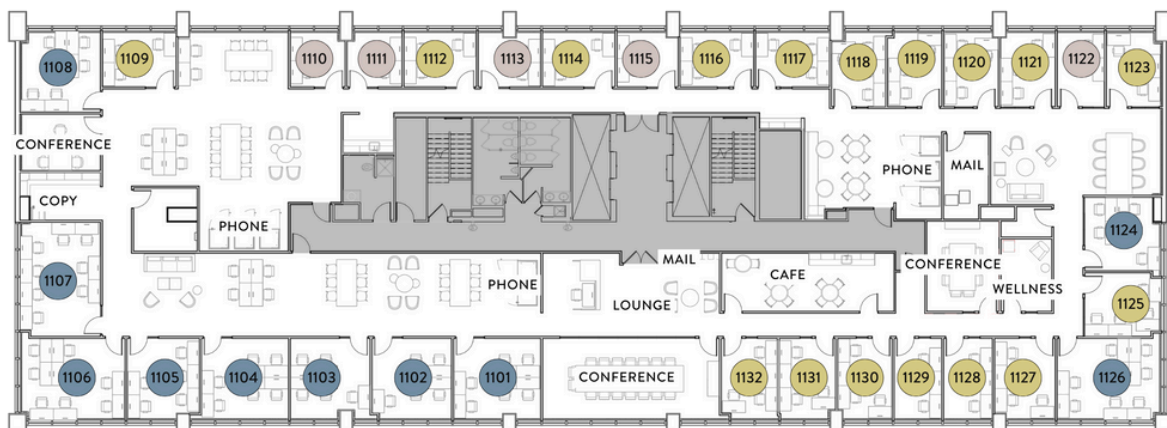 1108
1109
1110
1111
1112
1113
1114
1115
1116
1117
1118
1119
1120
1121
1122
1123
CONFERENCE
COPY
PHONE
PHONE
MAIL
1124
1107
PHONE
MAIL
LOUNGE
CAFE
CONFERENCE
WELLNESS
1125
1106
1105
1104
1103
1102
1101
CONFERENCE
1132
1131
1130
1129
1128
1127
1126